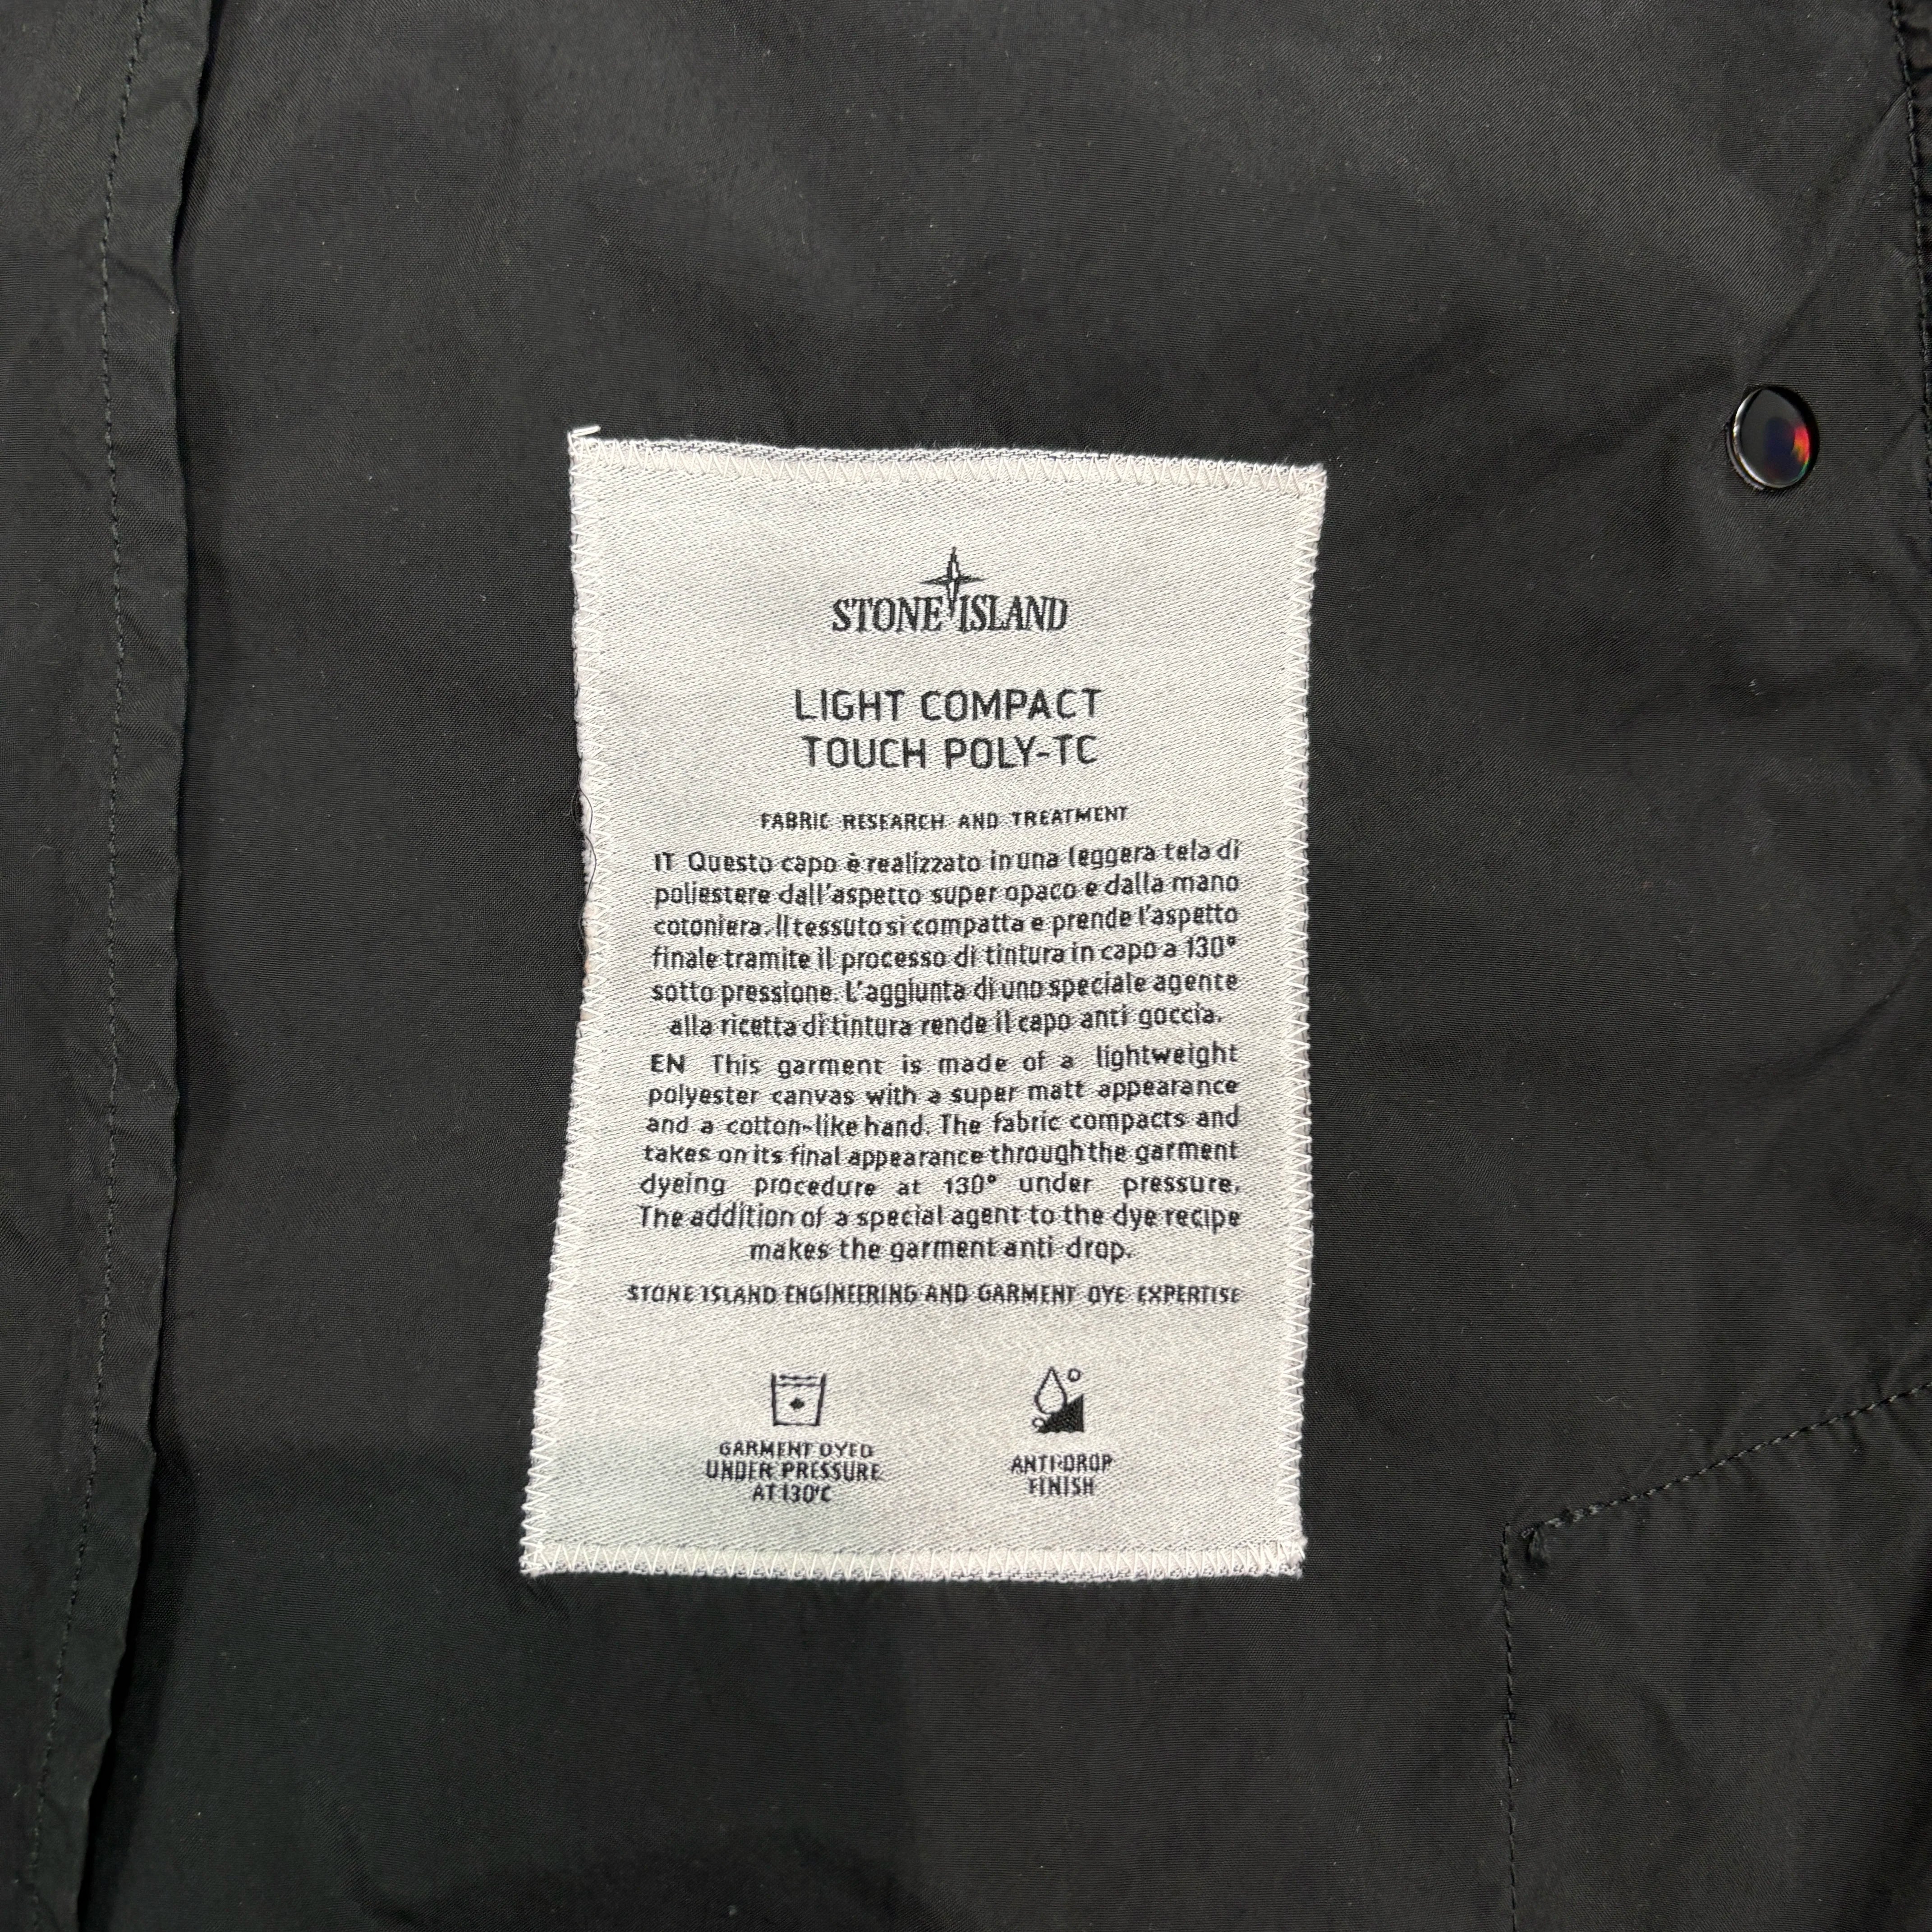 STONE ISLAND
LIGHT COMPACT
TOUCH POLY-TC
FABRIC RESEARCH AND TREATMENT
IT Questo capo è realizzato in una leggera tela di
poliestere dall'aspetto super opaco e dalla mano
cotoniera. Il tessuto si compatta e prende l'aspetto
finale tramite il processo di tintura in capo a 130°
sotto pressione. L'aggiunta di uno speciale agente
alla ricetta di tintura rende il capo anti goccia.
EN This garment is made of a lightweight
polyester canvas with a super matt appearance
and a cotton-like hand. The fabric compacts and
takes on its final appearance through the garment
dyeing procedure at 130° under pressure.
The addition of a special agent to the dye recipe
makes the garment anti drop.
STONE ISLAND ENGINEERING AND GARMENT DYE EXPERTISE
GARMENT DYED
UNDER PRESSURE
AT 130°C
ANTI-DROP
FINISH